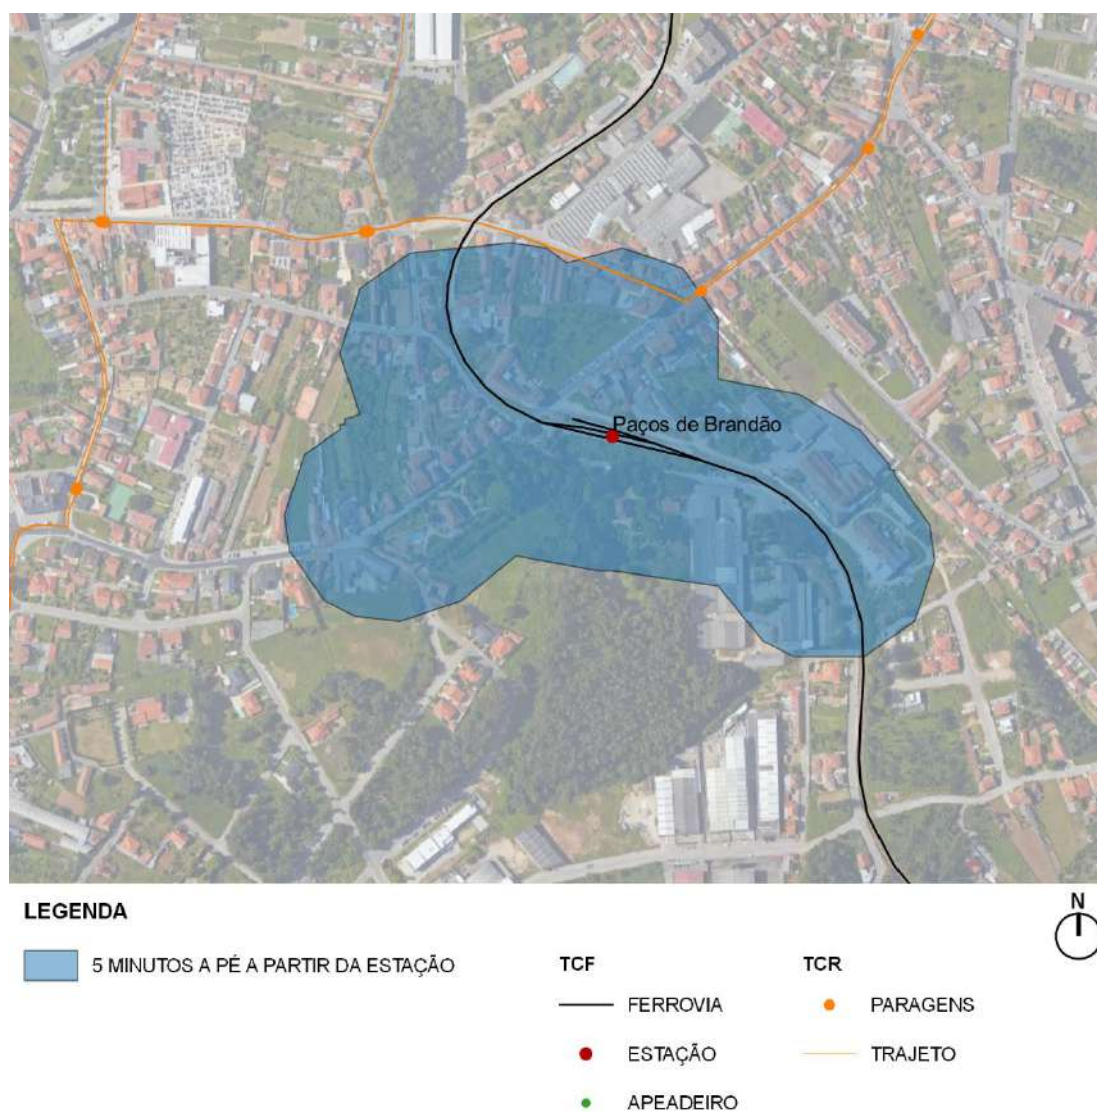 Paços de Brandão
LEGENDA
N
5 MINUTOS A PÉ A PARTIR DA ESTAÇÃO
TCF
TCR
FERROVIA
PARAGENS
ESTAÇÃO
TRAJETO
APEADEIRO